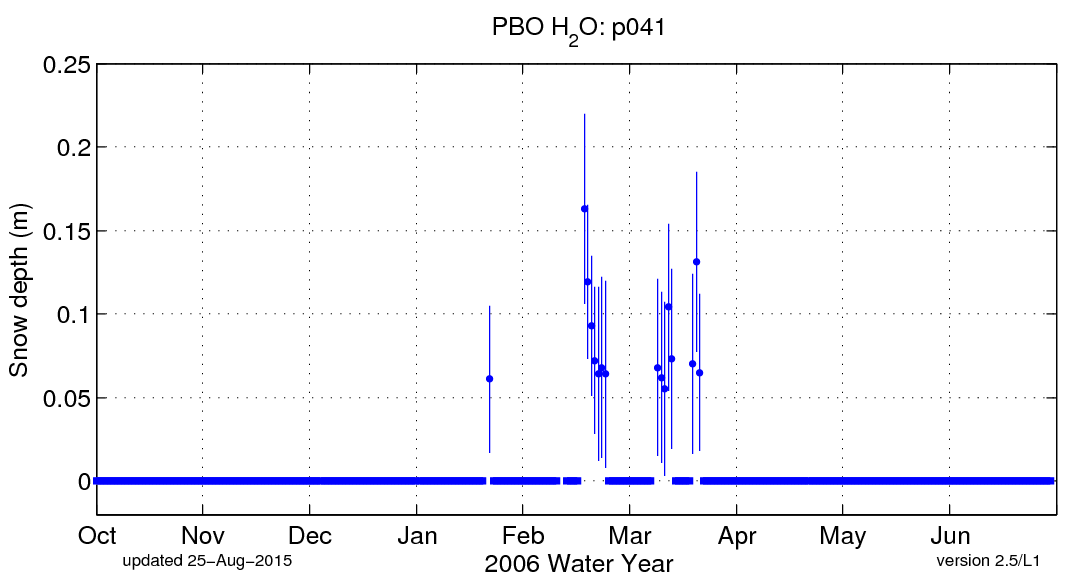 PBO H₂O: p041
0.25
0.2
0.15
0.1
0.05
0
Snow depth (m)
Oct Nov Dec Jan Feb Mar Apr May Jun
updated 25−Aug−2015 2006 Water Year version 2.5/L1